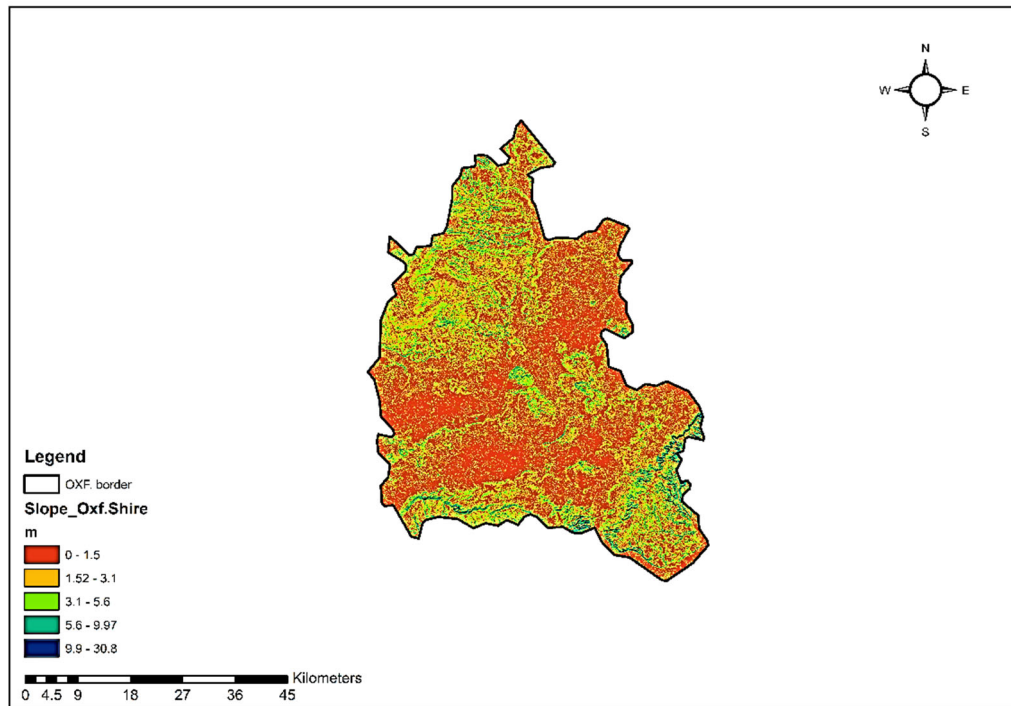 N
W E
S
Legend
OXF. border
Slope_Oxf.Shire
m
0 - 1.5
1.52 - 3.1
3.1 - 5.6
5.6 - 9.97
9.9 - 30.8
Kilometers
0 4.5 9 18 27 36 45